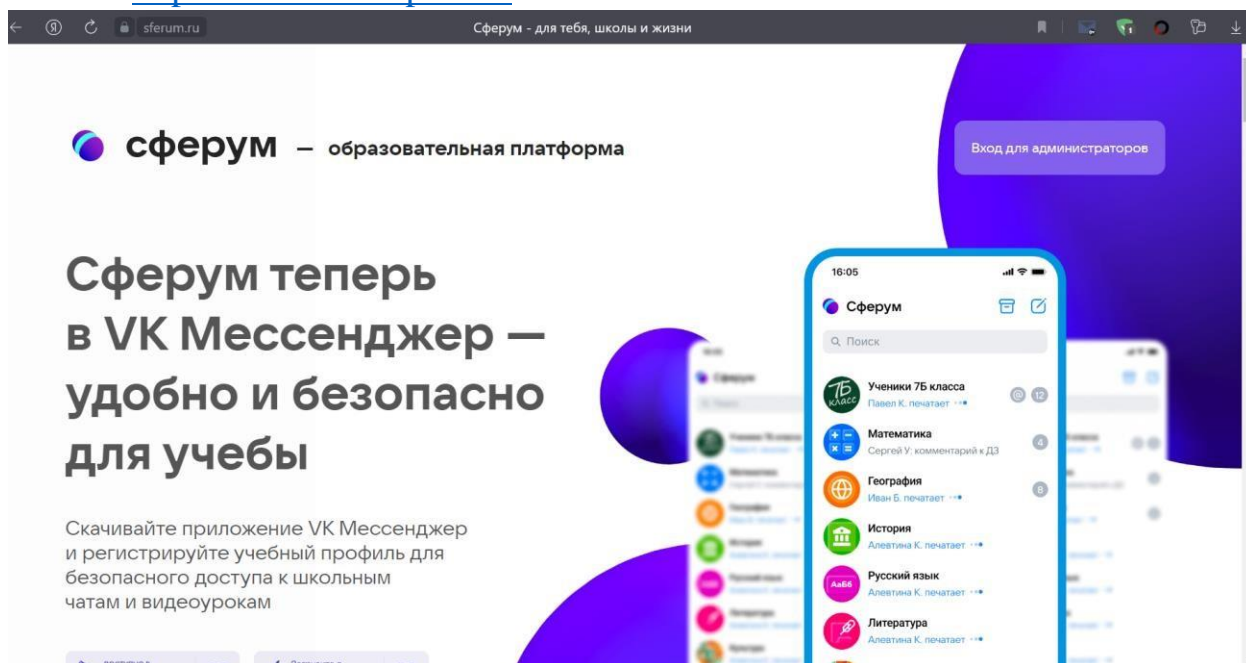 sferum.ru
Сферум - для тебя, школы и жизни
сферум – образовательная платформа
Вход для администраторов
Сферум теперь
в VK Мессенджер —
удобно и безопасно
для учебы
Скачивайте приложение VK Мессенджер
и регистрируйте учебный профиль для
безопасного доступа к школьным
чатам и видеоурокам
16:05
Сферум
Поиск
7Б
класс
Ученики 7Б класса
Павел К. печатает
@ 12
Математика
Сергей У: комментарий к ДЗ
4
География
Иван Б. печатает
8
История
Алевтина К. печатает
АаБб
Русский язык
Алевтина К. печатает
Литература
Алевтина К. печатает